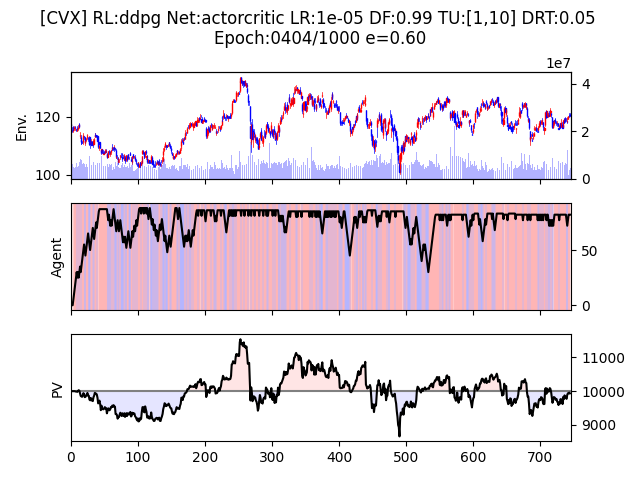 [CVX] RL:ddpg Net:actorcritic LR:1e-05 DF:0.99 TU:[1,10] DRT:0.05
Epoch:0404/1000 e=0.60
1e7
Env.
120
100
4
2
0
Agent
50
0
PV
11000
10000
9000
0 100 200 300 400 500 600 700